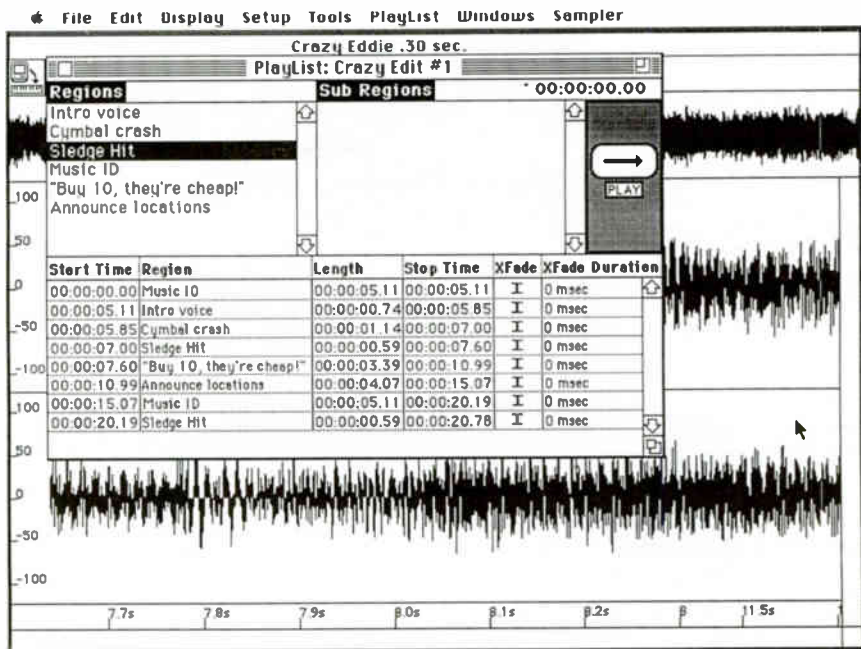 File Edit Display Setup Tools PlayList Windows Sampler
Crazy Eddie .30 sec.
PlayList: Crazy Edit #1
Regions Sub Regions * 00:00:00.00
Intro voice
Cymbal crash
Sledge Hit
Music ID
"Buy 10, they're cheap!"
Announce locations
PLAY
Start Time Region Length Stop Time XFade XFade Duration
00:00:00.00 Music ID 00:00:05.11 00:00:05.11 0 msec
00:00:05.11 Intro voice 00:00:00.74 00:00:05.85 0 msec
00:00:05.85 Cymbal crash 00:00:01.14 00:00:07.00 0 msec
00:00:07.00 Sledge Hit 00:00:00.59 00:00:07.60 0 msec
00:00:07.60 "Buy 10, they're cheap!" 00:00:03.39 00:00:10.99 0 msec
00:00:10.99 Announce locations 00:00:04.07 00:00:15.07 0 msec
00:00:15.07 Music ID 00:00:05.11 00:00:20.19 0 msec
00:00:20.19 Sledge Hit 00:00:00.59 00:00:20.78 0 msec
100
50
0
-50
-100
100
50
0
-50
-100
7.7s 7.8s 7.9s 8.0s 8.1s 8.2s 8 11.5s